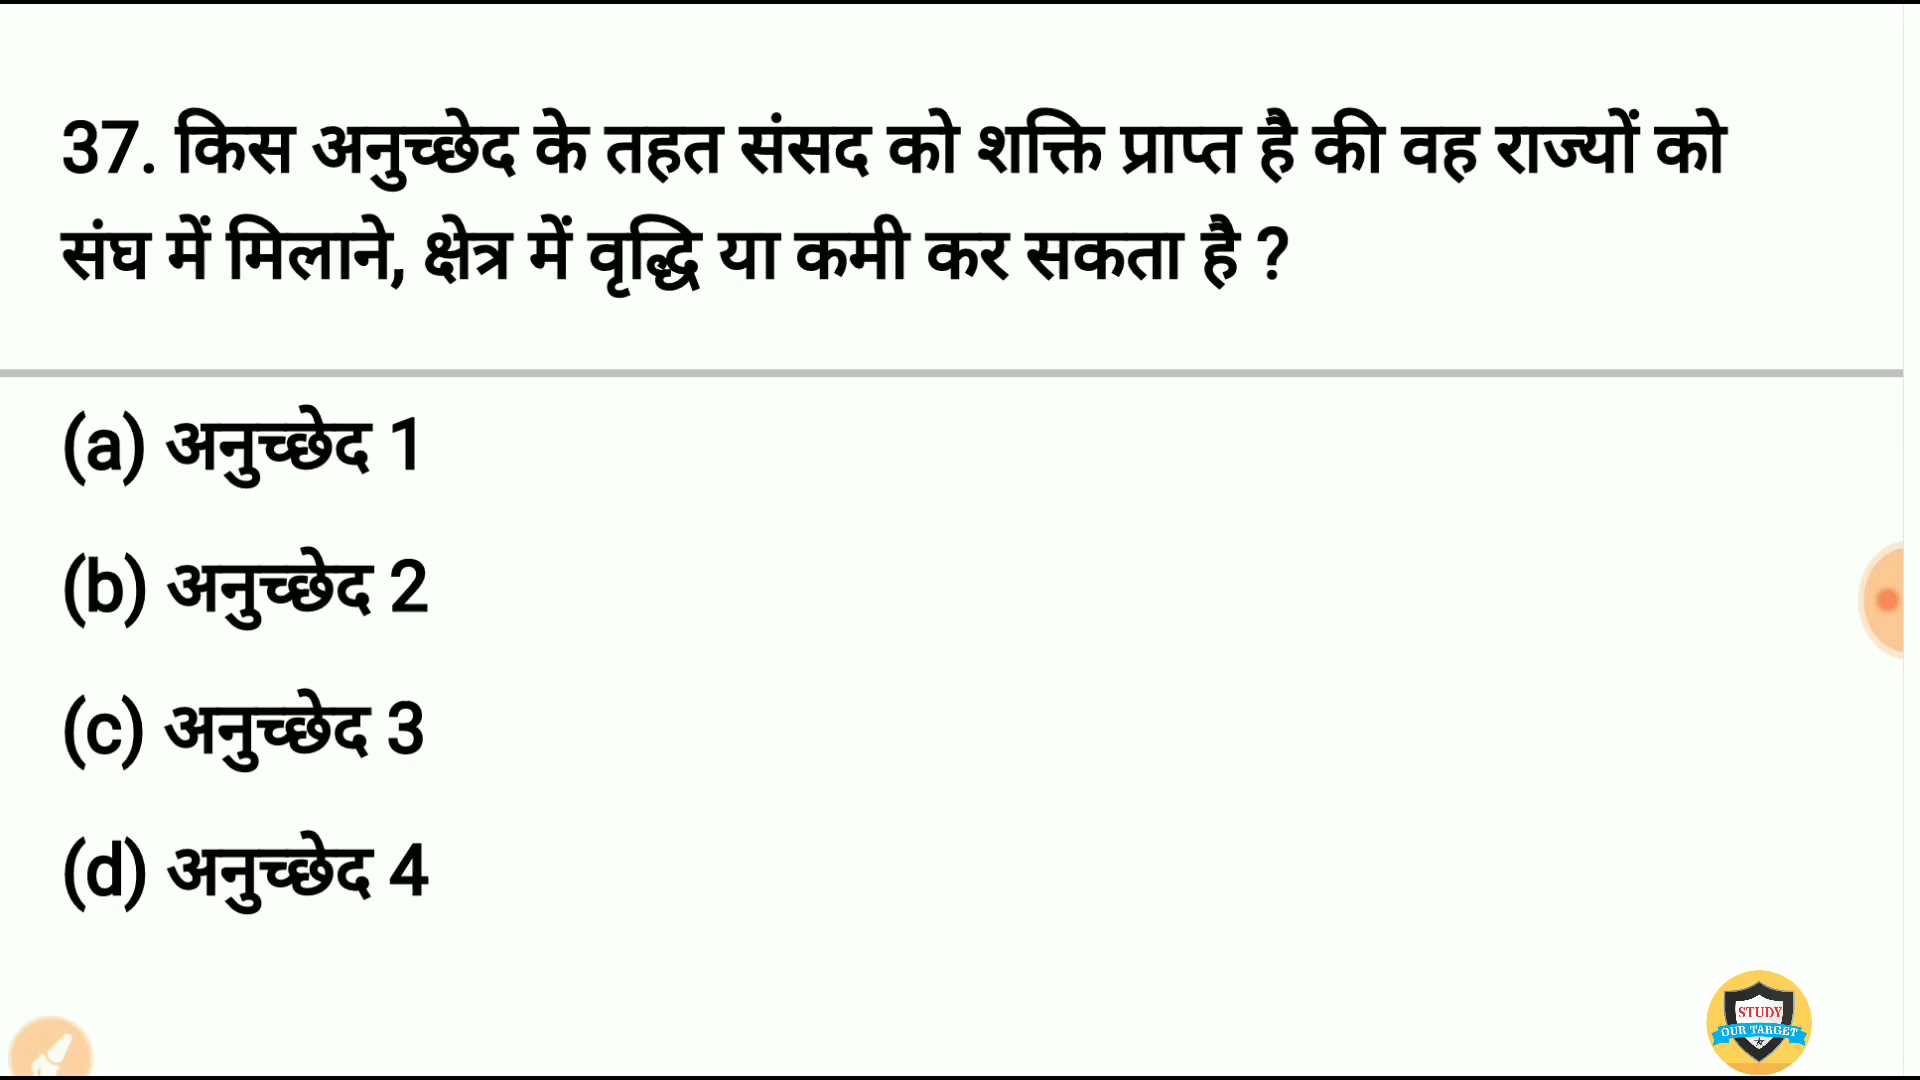 37. किस अनुच्छेद के तहत संसद को शक्ति प्राप्त है की वह राज्यों को
संघ में मिलाने, क्षेत्र में वृद्धि या कमी कर सकता है ?
(a) अनुच्छेद 1
(b) अनुच्छेद 2
(c) अनुच्छेद 3
(d) अनुच्छेद 4
STUDY
OUR TARGET